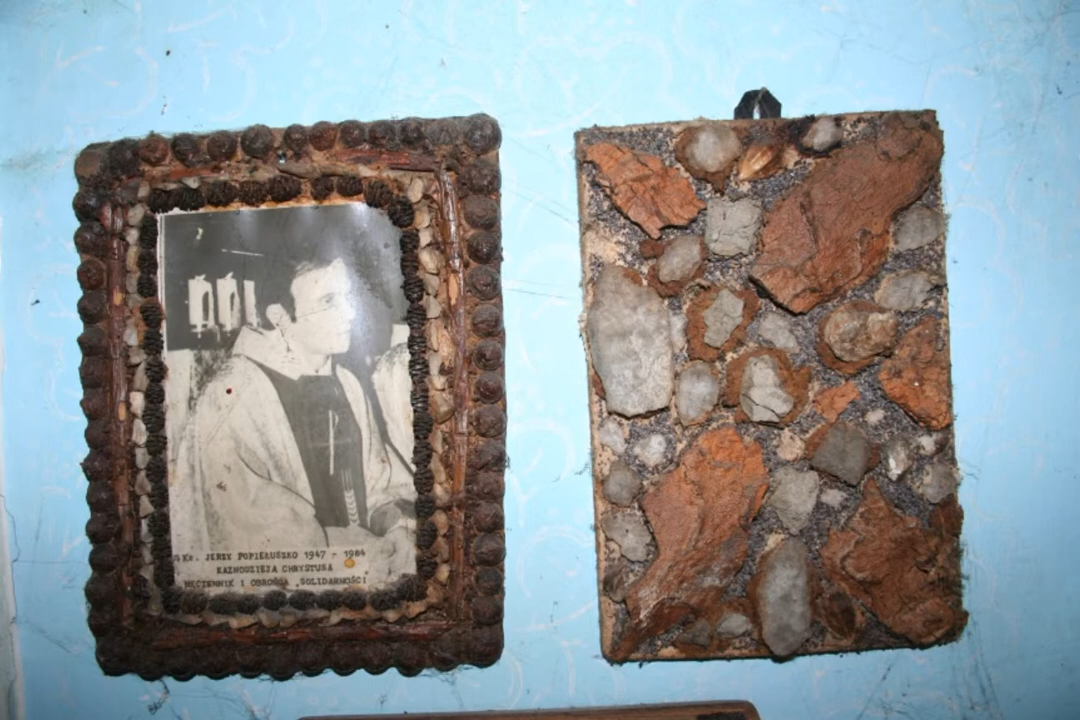 Ks. JERZY POPIEŁUSZKO 1947 - 1984
KAZNODZIEJA CHRYSTUSA
MĘCZENNIK I OBROŃCA „SOLIDARNOŚCI